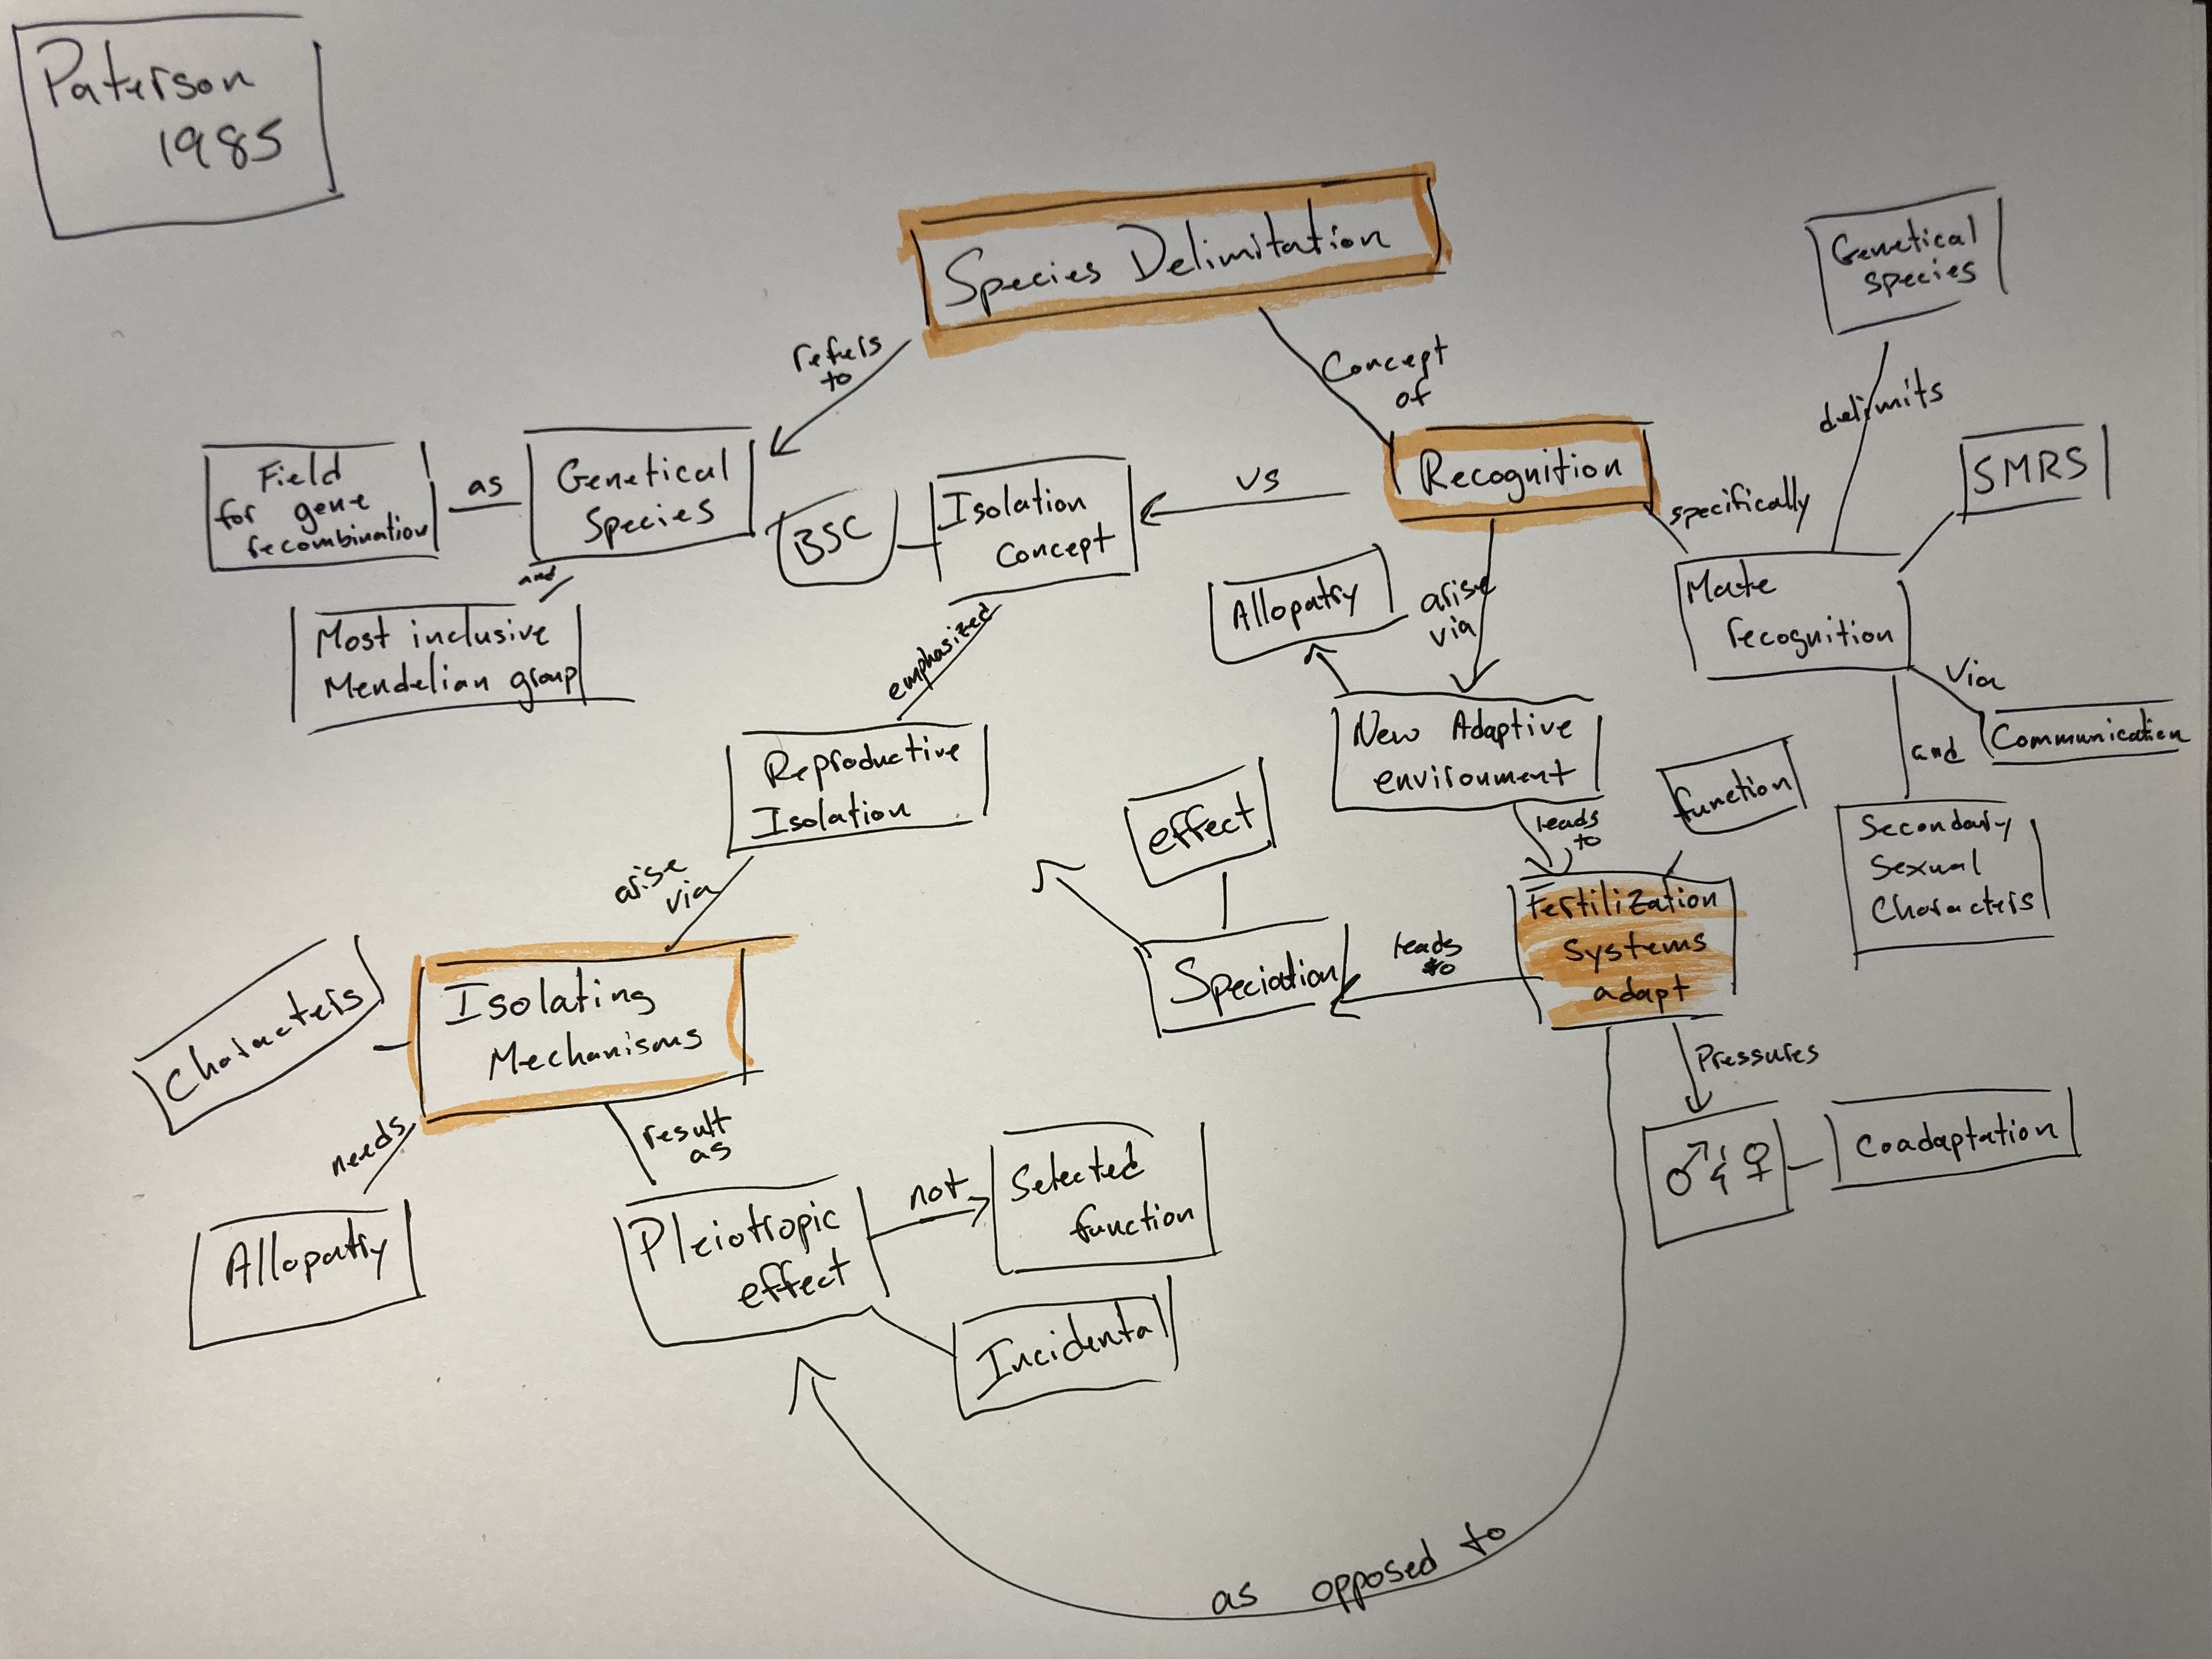 Paterson
1985
Species Delimitation
Genetical
species
refers
to
Concept
of
delimits
Field
for gene
recombination
as
Genetical
Species
BSC
Isolation
Concept
vs
Recognition
specifically
SMRS
and
Most inclusive
Mendelian group
emphasized
Allopatry
arise
via
Mate
recognition
via
Communication
and
Reproductive
Isolation
New Adaptive
environment
function
effect
leads
to
Secondary
Sexual
Characters
arise
via
Fertilization
Systems
adapt
Speciation
leads
to
Characters
Isolating
Mechanisms
Pressures
needs
result
as
♂ & ♀
Coadaptation
Allopatry
Pleiotropic
effect
not
Selected
function
Incidental
as opposed to